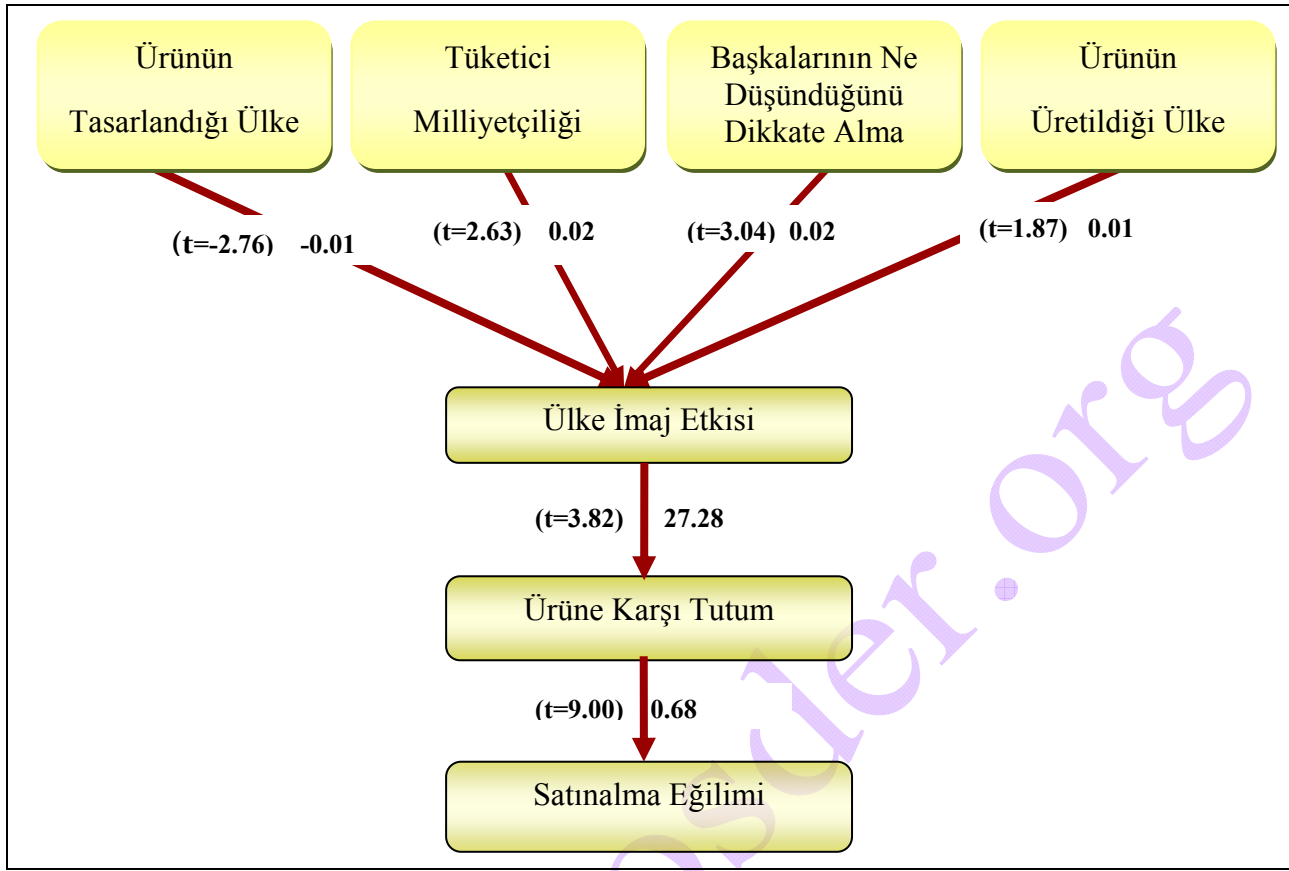 Ürünün
Tasarlandığı Ülke
Tüketici
Milliyetçiliği
Başkalarının Ne
Düşündüğünü
Dikkate Alma
Ürünün
Üretildiği Ülke
(t=-2.76) -0.01
(t=2.63) 0.02
(t=3.04) 0.02
(t=1.87) 0.01
Ülke İmaj Etkisi
(t=3.82) 27.28
Ürüne Karşı Tutum
(t=9.00) 0.68
Satınalma Eğilimi
osder.org